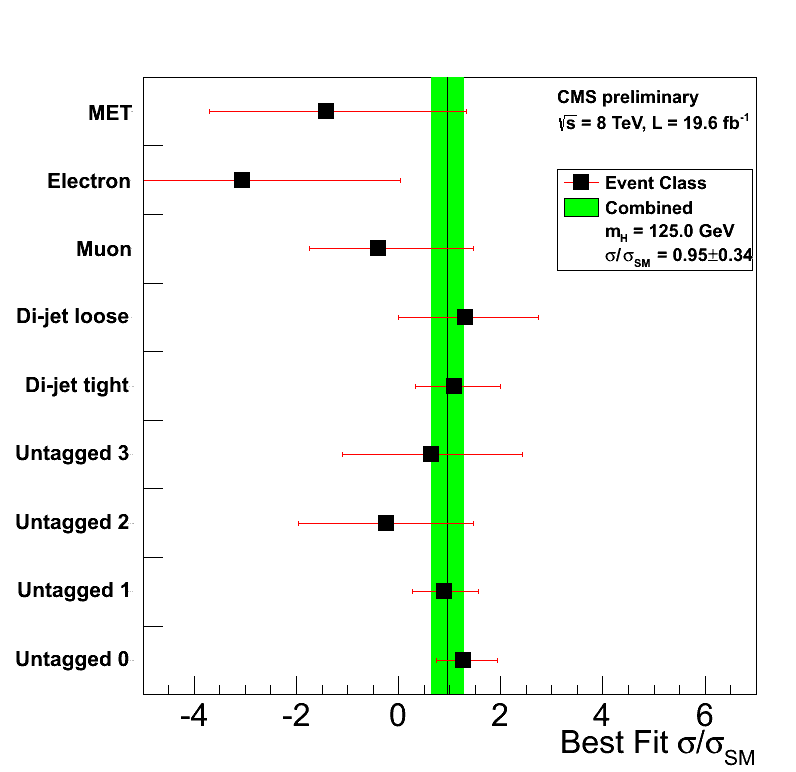 CMS preliminary
√s = 8 TeV, L = 19.6 fb⁻¹
Event Class
Combined
m_H = 125.0 GeV
σ/σ_SM = 0.95±0.34
MET
Electron
Muon
Di-jet loose
Di-jet tight
Untagged 3
Untagged 2
Untagged 1
Untagged 0
-4 -2 0 2 4 6
Best Fit σ/σ_SM